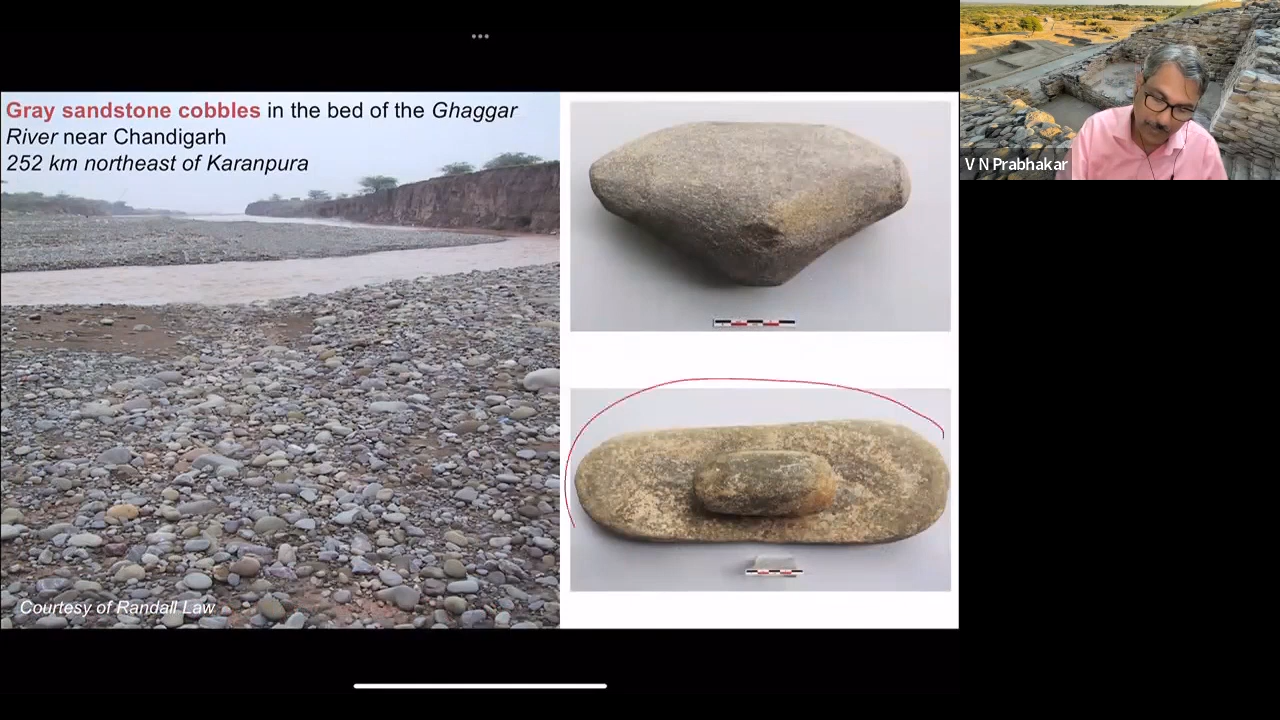 Gray sandstone cobbles in the bed of the Ghaggar
River near Chandigarh
252 km northeast of Karanpura
Courtesy of Randall Law
V N Prabhakar